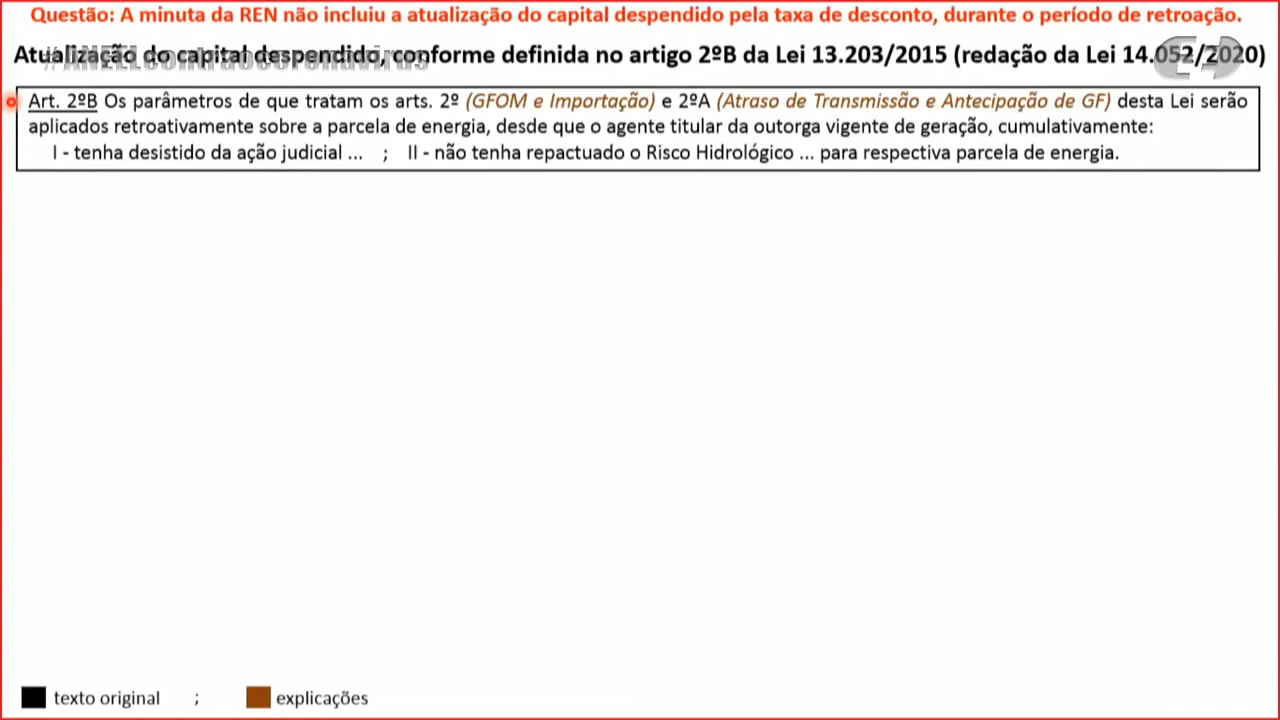 Questão: A minuta da REN não incluiu a atualização do capital despendido pela taxa de desconto, durante o período de retroação.
Atualização do capital despendido, conforme definida no artigo 2ºB da Lei 13.203/2015 (redação da Lei 14.052/2020)
#ANEELcontraocoronavírus
Art. 2ºB Os parâmetros de que tratam os arts. 2º (GFOM e Importação) e 2ºA (Atraso de Transmissão e Antecipação de GF) desta Lei serão
aplicados retroativamente sobre a parcela de energia, desde que o agente titular da outorga vigente de geração, cumulativamente:
I - tenha desistido da ação judicial ... ; II - não tenha repactuado o Risco Hidrológico ... para respectiva parcela de energia.
texto original ; explicações